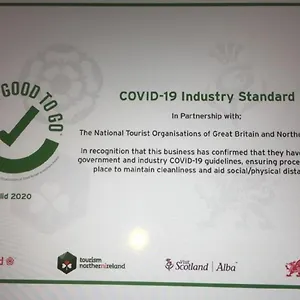 GOOD TO GO
COVID-19 Industry Standard
In Partnership with;
The National Tourist Organisations of Great Britain and Northe
in recognition that this business has confirmed that they have
government and industry COVID-19 guidelines, ensuring proce
place to maintain cleanliness and aid social/physical dista
lid 2020
d
tourism
northernireland
Visit
Scotland | Alba